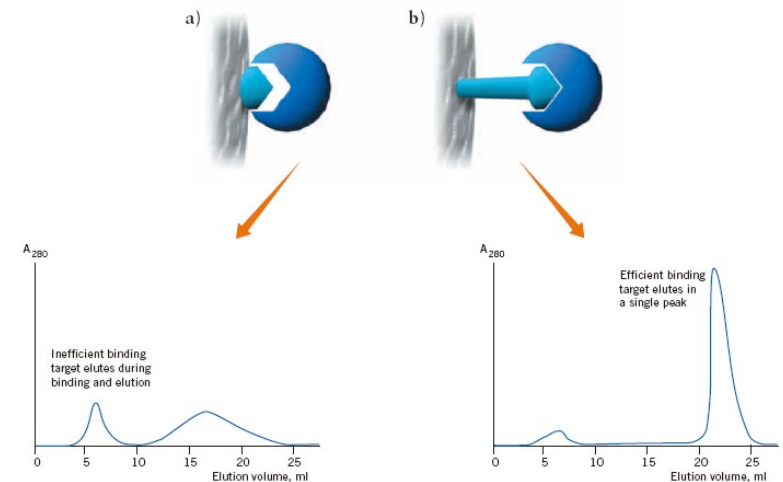 a)
b)
A280
Inefficient binding
target elutes during
binding and elution
0 5 10 15 20 25
Elution volume, ml
A280
Efficient binding
target elutes in
a single peak
0 5 10 15 20 25
Elution volume, ml